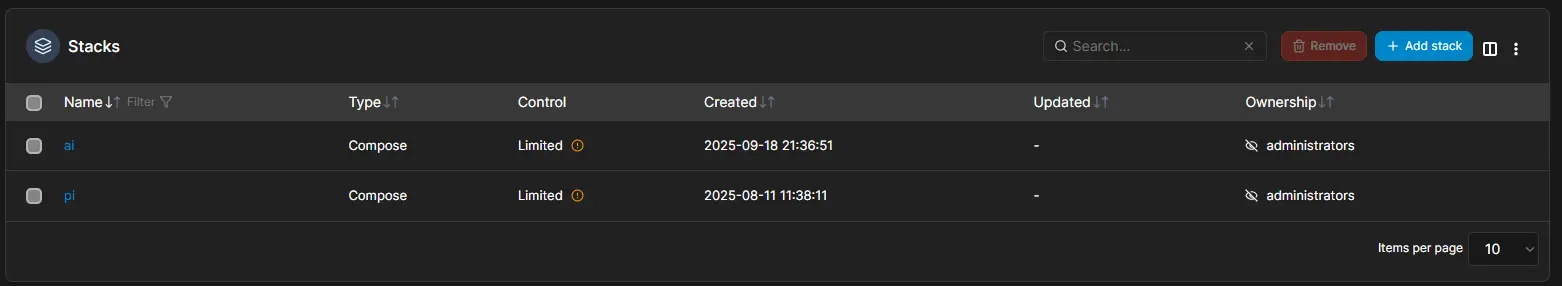 Stacks
Search...
Remove
+ Add stack
Name Filter Type Control Created Updated Ownership
ai Compose Limited 2025-09-18 21:36:51 - administrators
pi Compose Limited 2025-08-11 11:38:11 - administrators
Items per page 10